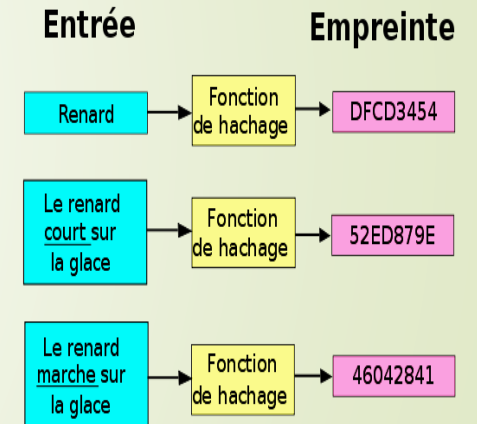 Entrée
Empreinte
Renard
Fonction
de hachage
DFCD3454
Le renard
court sur
la glace
Fonction
de hachage
52ED879E
Le renard
marche sur
la glace
Fonction
de hachage
46042841